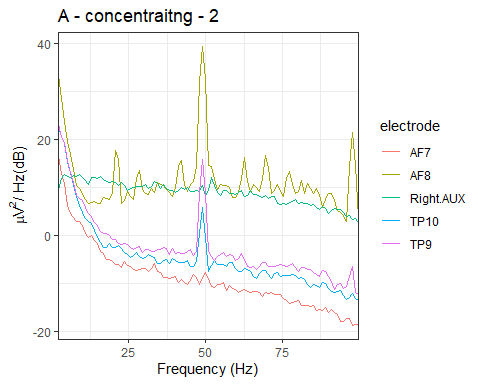 A - concentraitng - 2
μV²/ Hz(dB)
40
20
0
-20
25
50
75
Frequency (Hz)
electrode
AF7
AF8
Right.AUX
TP10
TP9